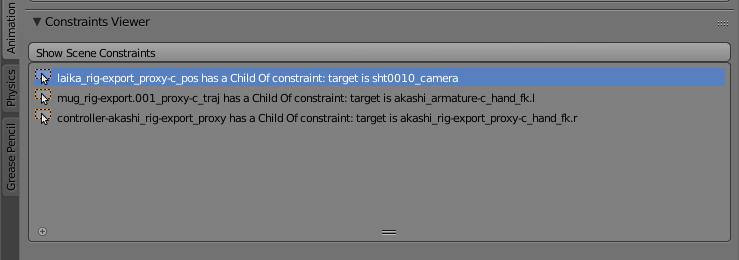 Animation
Physics
Grease Pencil
Constraints Viewer
Show Scene Constraints
laika_rig-export_proxy-c_pos has a Child Of constraint: target is sht0010_camera
mug_rig-export.001_proxy-c_traj has a Child Of constraint: target is akashi_armature-c_hand_fk.l
controller-akashi_rig-export_proxy has a Child Of constraint: target is akashi_rig-export_proxy-c_hand_fk.r